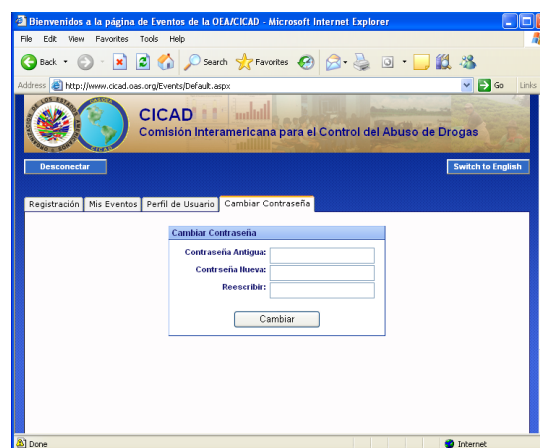 Bienvenidos a la página de Eventos de la OEA/CICAD - Microsoft Internet Explorer
File Edit View Favorites Tools Help
Back Search Favorites
Address http://www.cicad.oas.org/Events/Default.aspx Go Links
CICAD
Comisión Interamericana para el Control del Abuso de Drogas
Desconectar Switch to English
Registración Mis Eventos Perfil de Usuario Cambiar Contraseña
Cambiar Contraseña
Contraseña Antigua:
Contrseña Nueva:
Reescribir:
Cambiar
Done Internet